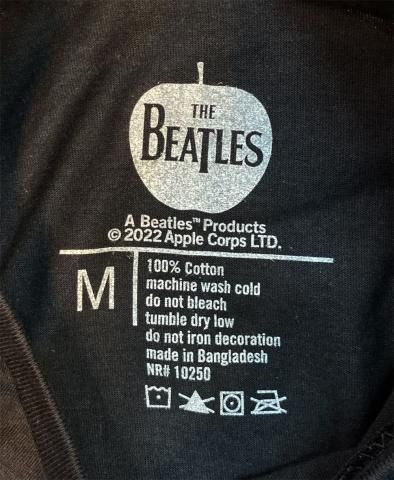 THE
BEATLES
A Beatles™ Products
© 2022 Apple Corps LTD.
M
100% Cotton
machine wash cold
do not bleach
tumble dry low
do not iron decoration
made in Bangladesh
NR# 10250